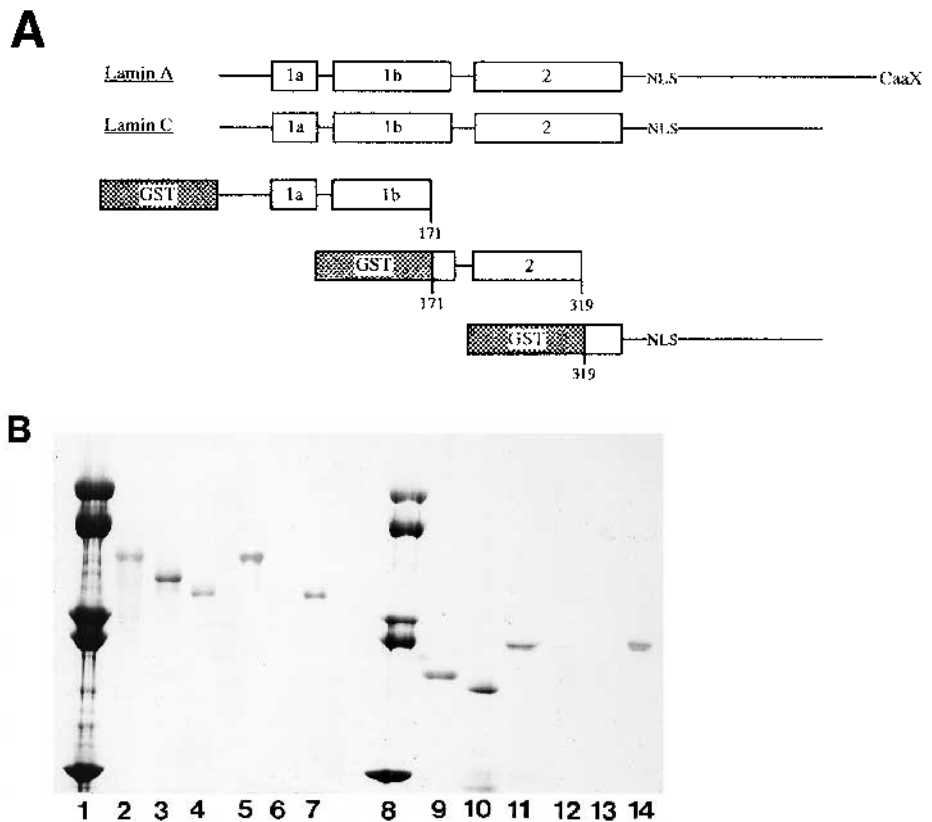 A
Lamin A 1a 1b 2 NLS CaaX
Lamin C 1a 1b 2 NLS
GST 1a 1b
171
GST 2
171 319
GST NLS
319
B
1 2 3 4 5 6 7 8 9 10 11 12 13 14